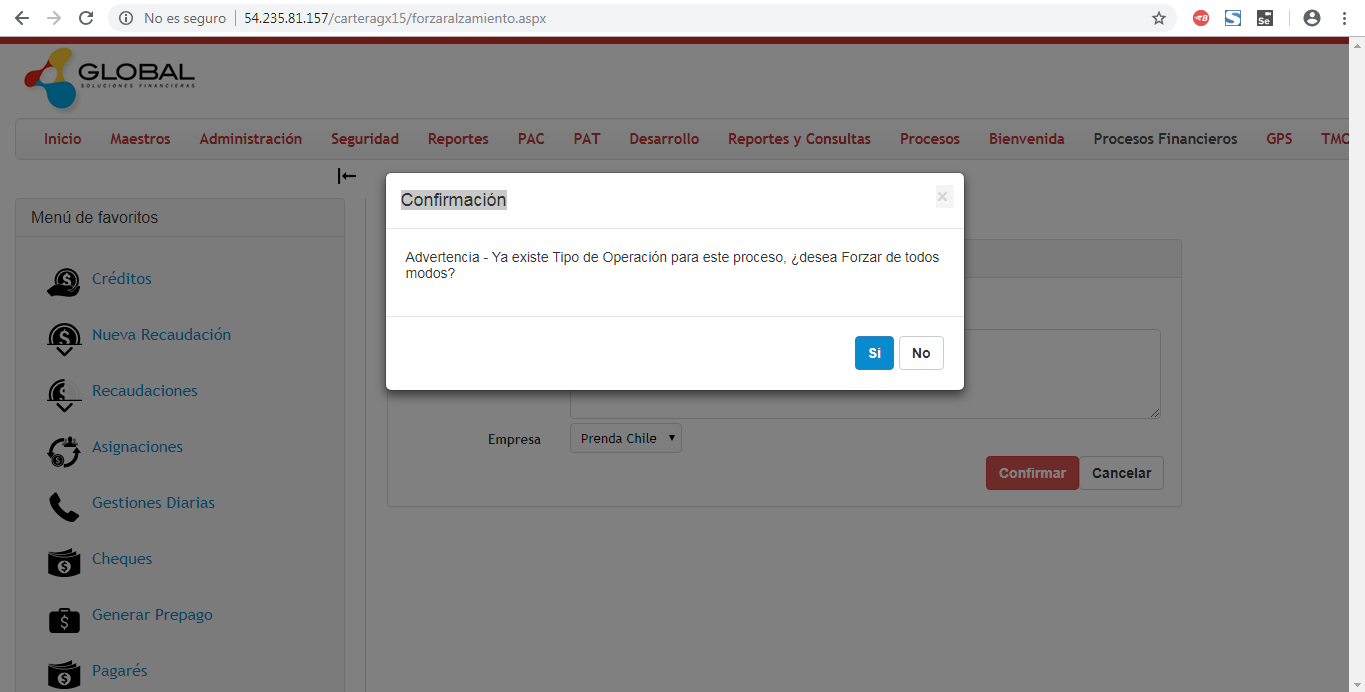 No es seguro
54.235.81.157/carteragx15/forzaralzamiento.aspx
GLOBAL
SOLUCIONES FINANCIERAS
Inicio Maestros Administración Seguridad Reportes PAC PAT Desarrollo Reportes y Consultas Procesos Bienvenida Procesos Financieros GPS TMO
Menú de favoritos
Créditos
Nueva Recaudación
Recaudaciones
Asignaciones
Gestiones Diarias
Cheques
Generar Prepago
Pagarés
Confirmación
×
Advertencia - Ya existe Tipo de Operación para este proceso, ¿desea Forzar de todos
modos?
Si No
Empresa Prenda Chile
Confirmar Cancelar